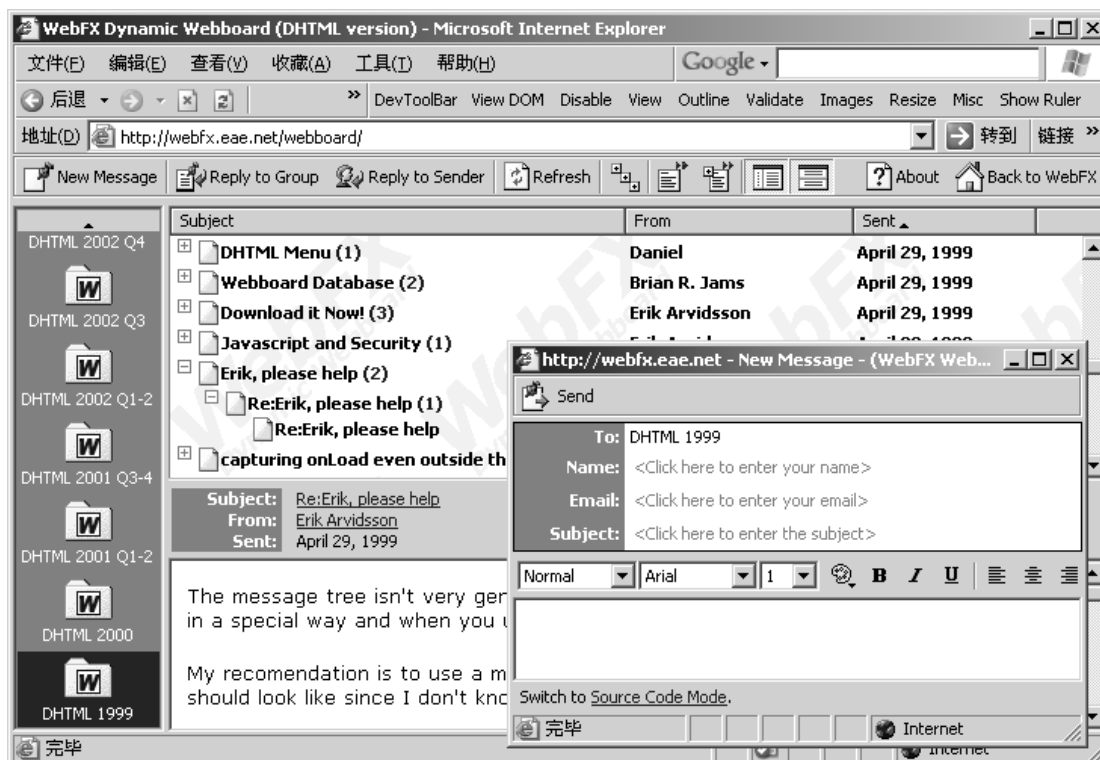 WebFX Dynamic Webboard (DHTML version) - Microsoft Internet Explorer
文件(F) 编辑(E) 查看(V) 收藏(A) 工具(T) 帮助(H) Google
后退 » DevToolBar View DOM Disable View Outline Validate Images Resize Misc Show Ruler
地址(D) http://webfx.eae.net/webboard/ 转到 链接 »
New Message Reply to Group Reply to Sender Refresh About Back to WebFX
Subject From Sent
DHTML 2002 Q4
DHTML 2002 Q3
DHTML 2002 Q1-2
DHTML 2001 Q3-4
DHTML 2001 Q1-2
DHTML 2000
DHTML 1999
DHTML Menu (1) Daniel April 29, 1999
Webboard Database (2) Brian R. Jams April 29, 1999
Download it Now! (3) Erik Arvidsson April 29, 1999
Javascript and Security (1)
Erik, please help (2)
Re:Erik, please help (1)
Re:Erik, please help
capturing onLoad even outside th
Subject: Re:Erik, please help
From: Erik Arvidsson
Sent: April 29, 1999
The message tree isn't very ger
in a special way and when you u
My recomendation is to use a m
should look like since I don't kno
http://webfx.eae.net - New Message - (WebFX Web...
Send
To: DHTML 1999
Name: <Click here to enter your name>
Email: <Click here to enter your email>
Subject: <Click here to enter the subject>
Normal Arial 1 B I U
Switch to Source Code Mode.
完毕 Internet
完毕 Internet